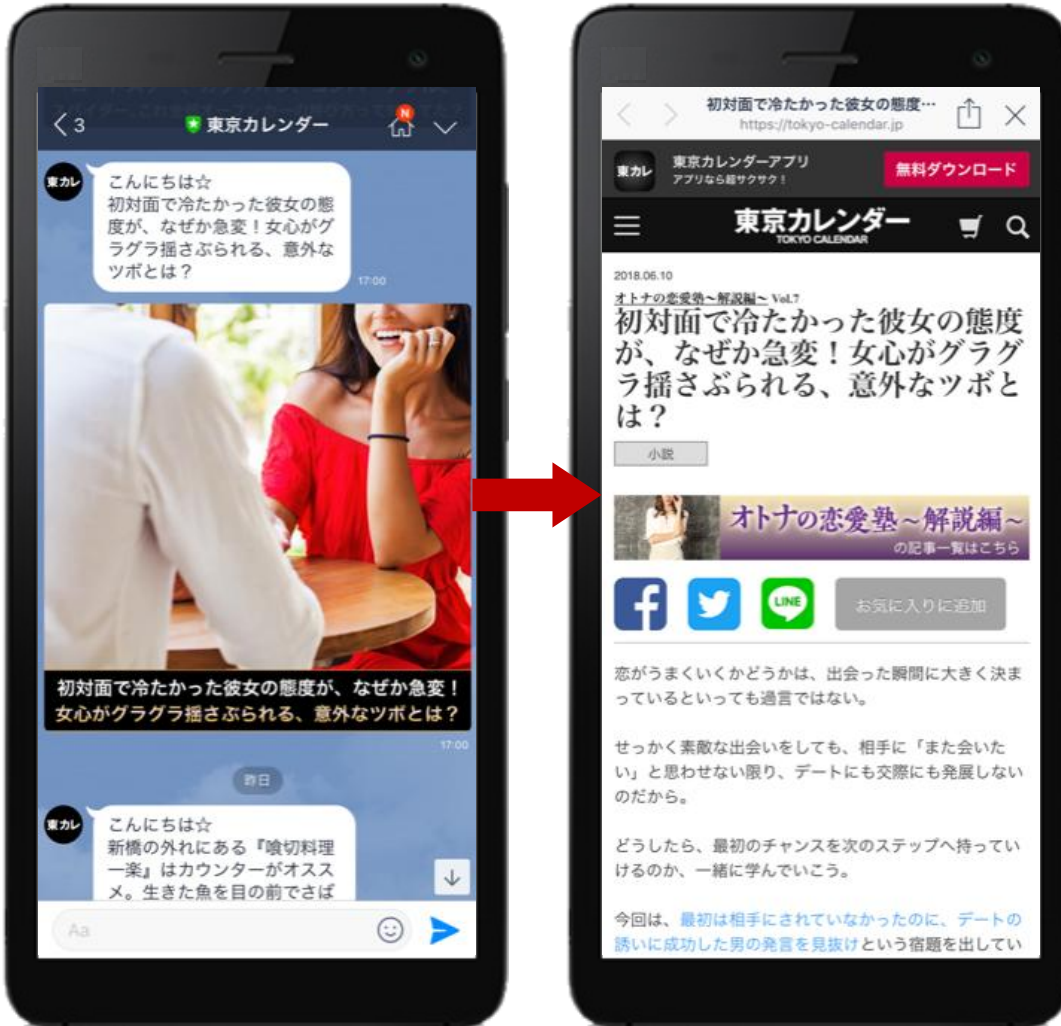 3
東京カレンダー
N
東カレ
こんにちは☆
初対面で冷たかった彼女の態
度が、なぜか急変！女心がグ
ラグラ揺さぶられる、意外な
ツボとは？
17:00
初対面で冷たかった彼女の態度が、なぜか急変！
女心がグラグラ揺さぶられる、意外なツボとは？
17:00
昨日
東カレ
こんにちは☆
新橋の外れにある『喰切料理
一楽』はカウンターがオスス
メ。生きた魚を目の前でさば
Aa
初対面で冷たかった彼女の態度…
https://tokyo-calendar.jp
東カレ
東京カレンダーアプリ
アプリなら超サクサク！
無料ダウンロード
東京カレンダー
TOKYO CALENDAR
2018.06.10
オトナの恋愛塾～解説編～ Vol.7
初対面で冷たかった彼女の態度
が、なぜか急変！女心がグラグ
ラ揺さぶられる、意外なツボと
は？
小説
オトナの恋愛塾～解説編～
の記事一覧はこちら
LINE
お気に入りに追加
恋がうまくいくかどうかは、出会った瞬間に大きく決ま
っているといっても過言ではない。
せっかく素敵な出会いをしても、相手に「また会いた
い」と思わせない限り、デートにも交際にも発展しない
のだから。
どうしたら、最初のチャンスを次のステップへ持ってい
けるのか、一緒に学んでいこう。
今回は、最初は相手にされていなかったのに、デートの
誘いに成功した男の発言を見抜けという宿題を出してい